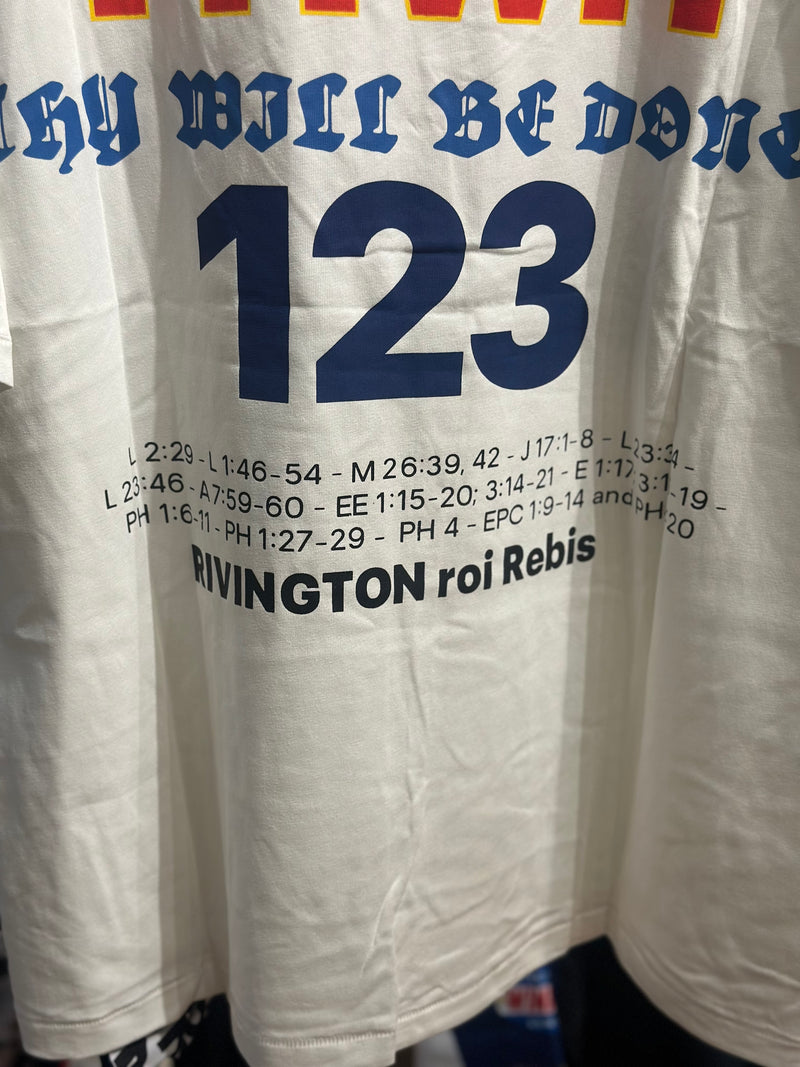 THY WILL BE DONE
123
L 2:29 - L 1:46-54 - M 26:39, 42 - J 17:1-8 - L 23:34 -
L 23:46 - A7:59-60 - EE 1:15-20; 3:14-21 - E 1:17 3:1-19 -
PH 1:6-11 - PH 1:27-29 - PH 4 - EPC 1:9-14 and PH 20
RIVINGTON roi Rebis